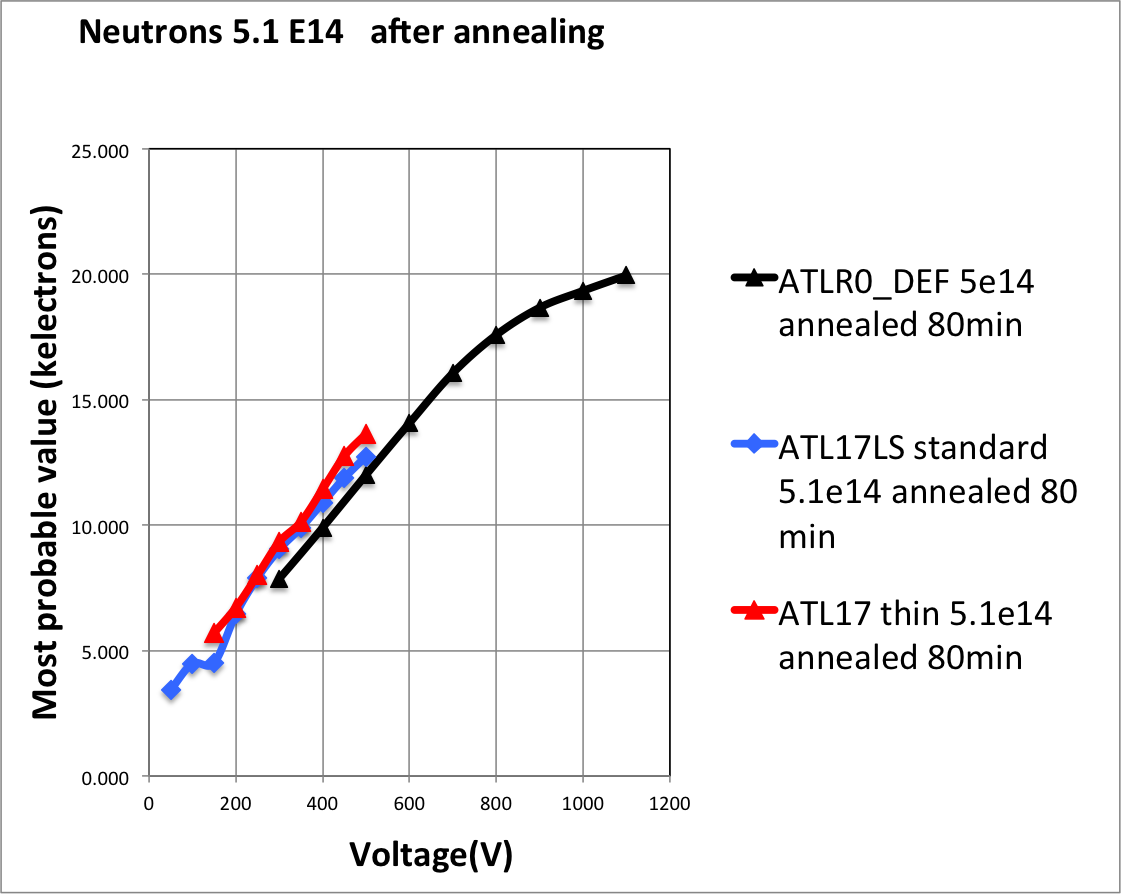 Neutrons 5.1 E14   after annealing
25.000
20.000
15.000
10.000
5.000
0.000
0 200 400 600 800 1000 1200
Most probable value (kelectrons)
Voltage(V)
ATLR0_DEF 5e14
annealed 80min
ATL17LS standard
5.1e14 annealed 80
min
ATL17 thin 5.1e14
annealed 80min